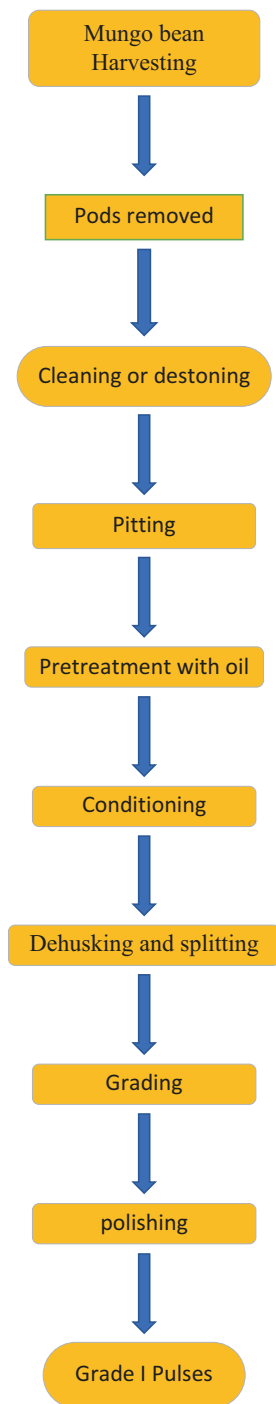 Mungo bean
Harvesting
Pods removed
Cleaning or destoning
Pitting
Pretreatment with oil
Conditioning
Dehusking and splitting
Grading
polishing
Grade I Pulses